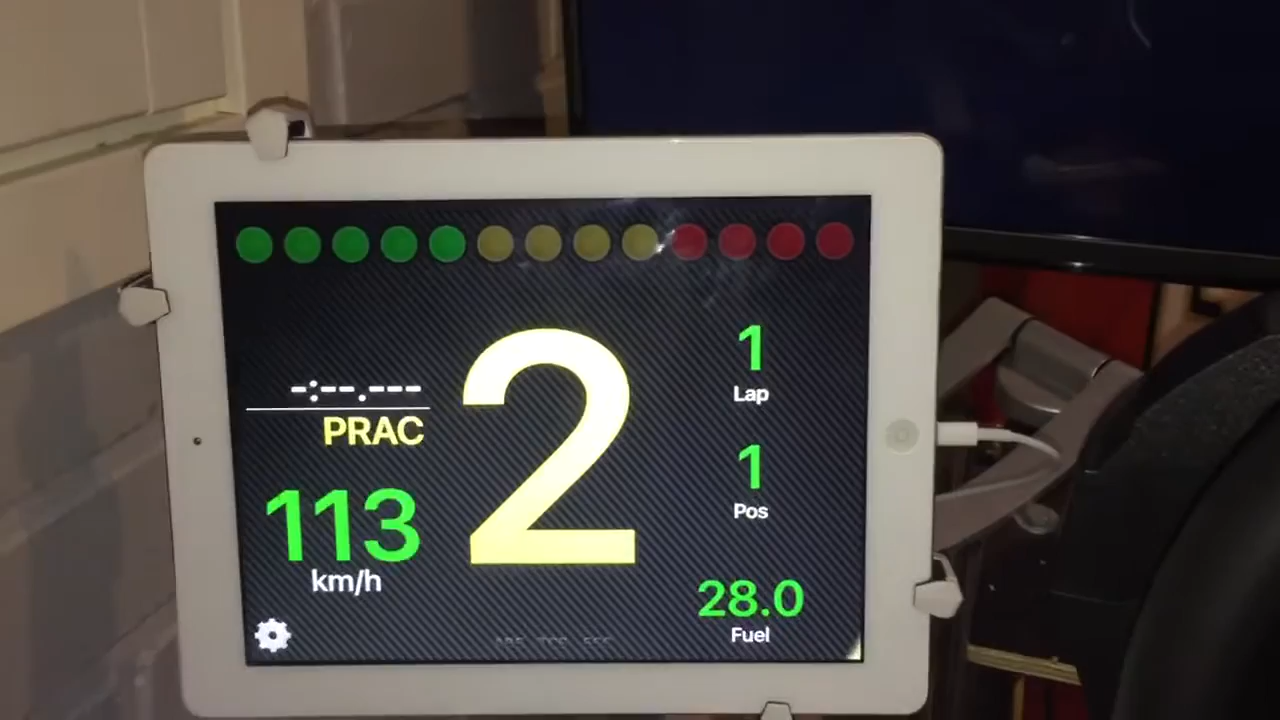 -:--.---
PRAC
113
km/h
2
1
Lap
1
Pos
28.0
Fuel